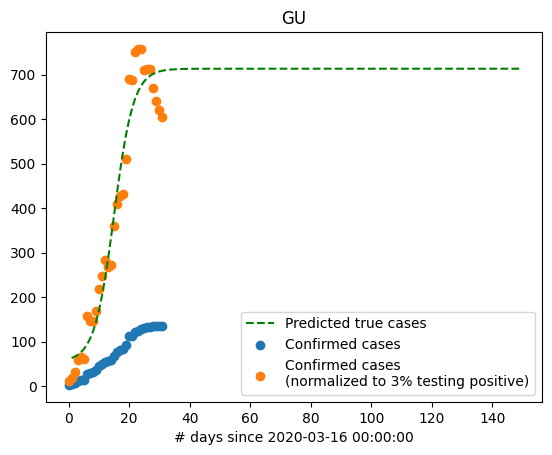 GU
700
600
500
400
300
200
100
0
Predicted true cases
Confirmed cases
Confirmed cases
(normalized to 3% testing positive)
0 20 40 60 80 100 120 140
# days since 2020-03-16 00:00:00